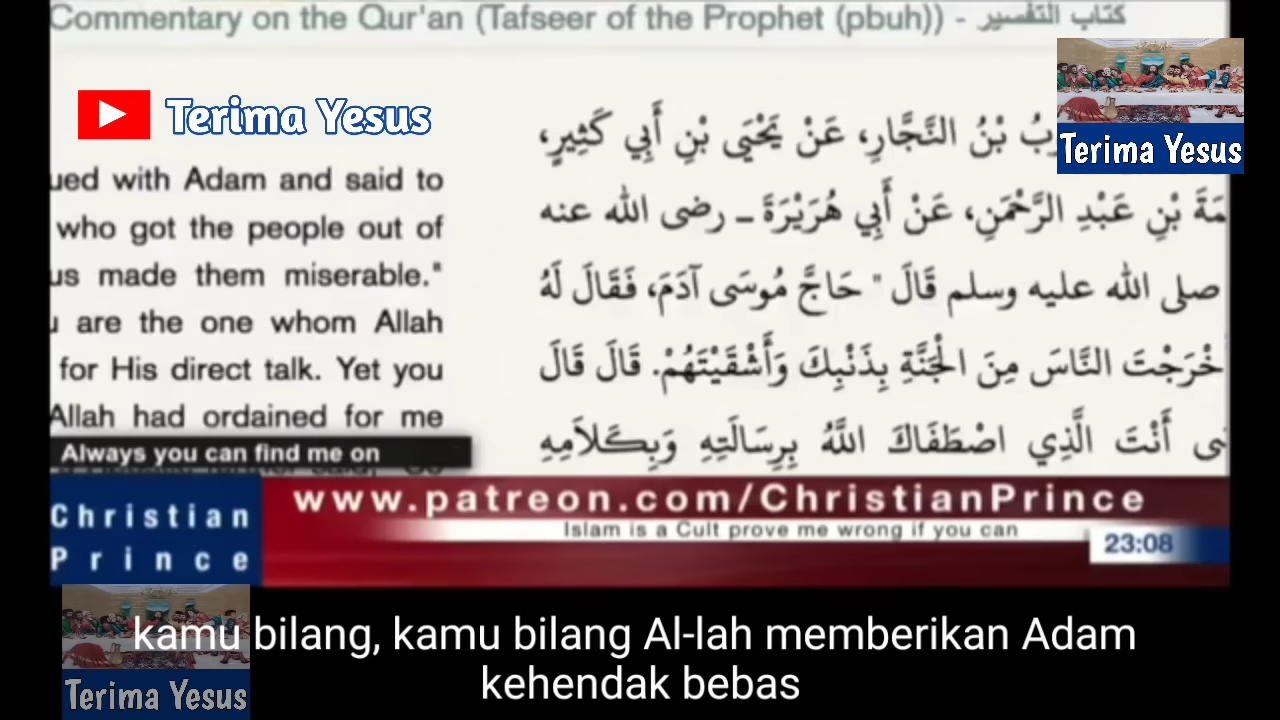 Commentary on the Qur'an (Tafseer of the Prophet (pbuh)) - كتاب التفسير
Terima Yesus
Terima Yesus
with Adam and said to
who got the people out of
made them miserable."
are the one whom Allah
for His direct talk. Yet you
Allah had ordained for me
بْنُ النَّجَّارِ، عَنْ يَحْيَى بْنِ أَبِي كَثِيرٍ،
بْنِ عَبْدِ الرَّحْمَنِ، عَنْ أَبِي هُرَيْرَةَ ـ رضى الله عنه
صلى الله عليه وسلم قَالَ " حَاجَّ مُوسَى آدَمَ، فَقَالَ لَهُ
خْرَجْتَ النَّاسَ مِنَ الْجَنَّةِ بِذَنْبِكَ وَأَشْقَيْتَهُمْ. قَالَ قَالَ
أَنْتَ الَّذِي اصْطَفَاكَ اللَّهُ بِرِسَالَتِهِ وَبِكَلاَمِهِ
Always you can find me on
Christian
Prince
www.patreon.com/ChristianPrince
Islam is a Cult prove me wrong if you can
23:08
kamu bilang, kamu bilang Al-lah memberikan Adam
kehendak bebas
Terima Yesus